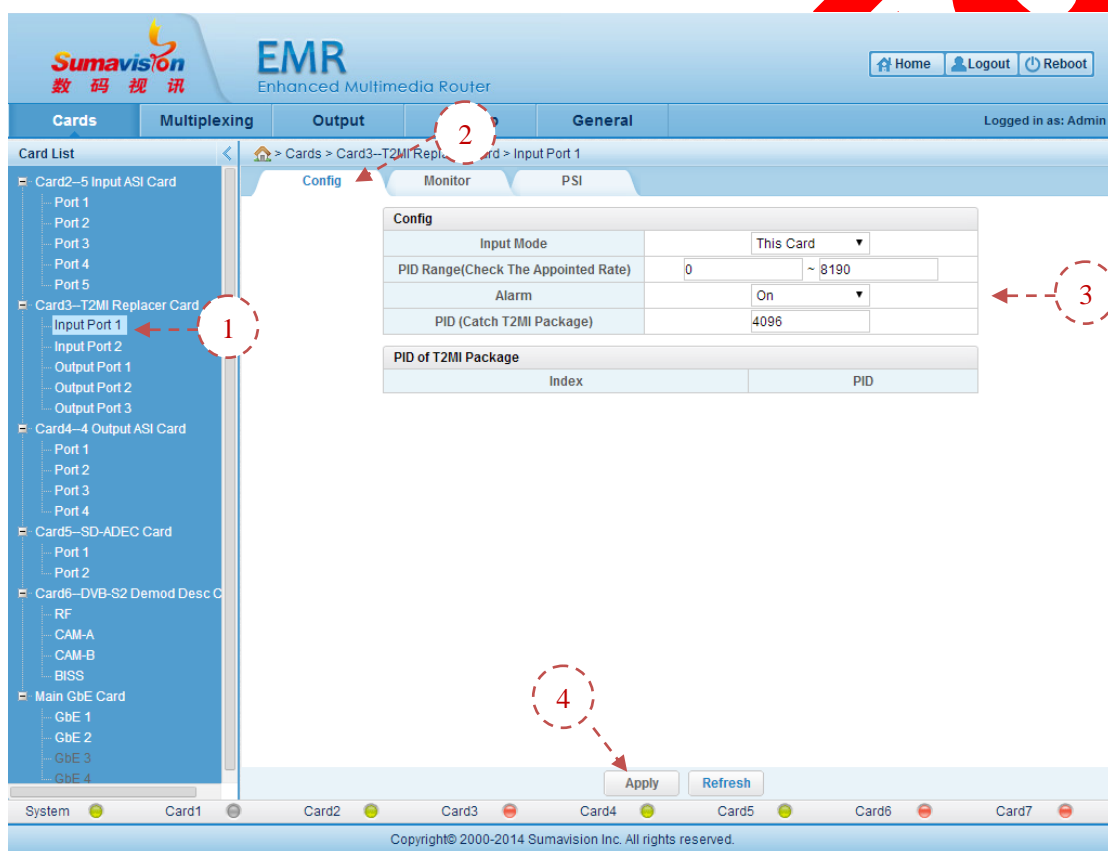 Sumavision
数 码 视 讯
EMR
Enhanced Multimedia Router
Home Logout Reboot
Cards Multiplexing Output General
Logged in as: Admin
2
Card List
> Cards > Card3--T2MI Replacer Card > Input Port 1
Config Monitor PSI
Card2--5 Input ASI Card
Port 1
Port 2
Port 3
Port 4
Port 5
Card3--T2MI Replacer Card
Input Port 1
Input Port 2
Output Port 1
Output Port 2
Output Port 3
Card4--4 Output ASI Card
Port 1
Port 2
Port 3
Port 4
Card5--SD-ADEC Card
Port 1
Port 2
Card6--DVB-S2 Demod Desc C
RF
CAM-A
CAM-B
BISS
Main GbE Card
GbE 1
GbE 2
GbE 3
GbE 4
1
Config
Input Mode This Card
PID Range(Check The Appointed Rate) 0 ~ 8190
Alarm On
PID (Catch T2MI Package) 4096
3
PID of T2MI Package
Index PID
4
Apply Refresh
System Card1 Card2 Card3 Card4 Card5 Card6 Card7
Copyright© 2000-2014 Sumavision Inc. All rights reserved.